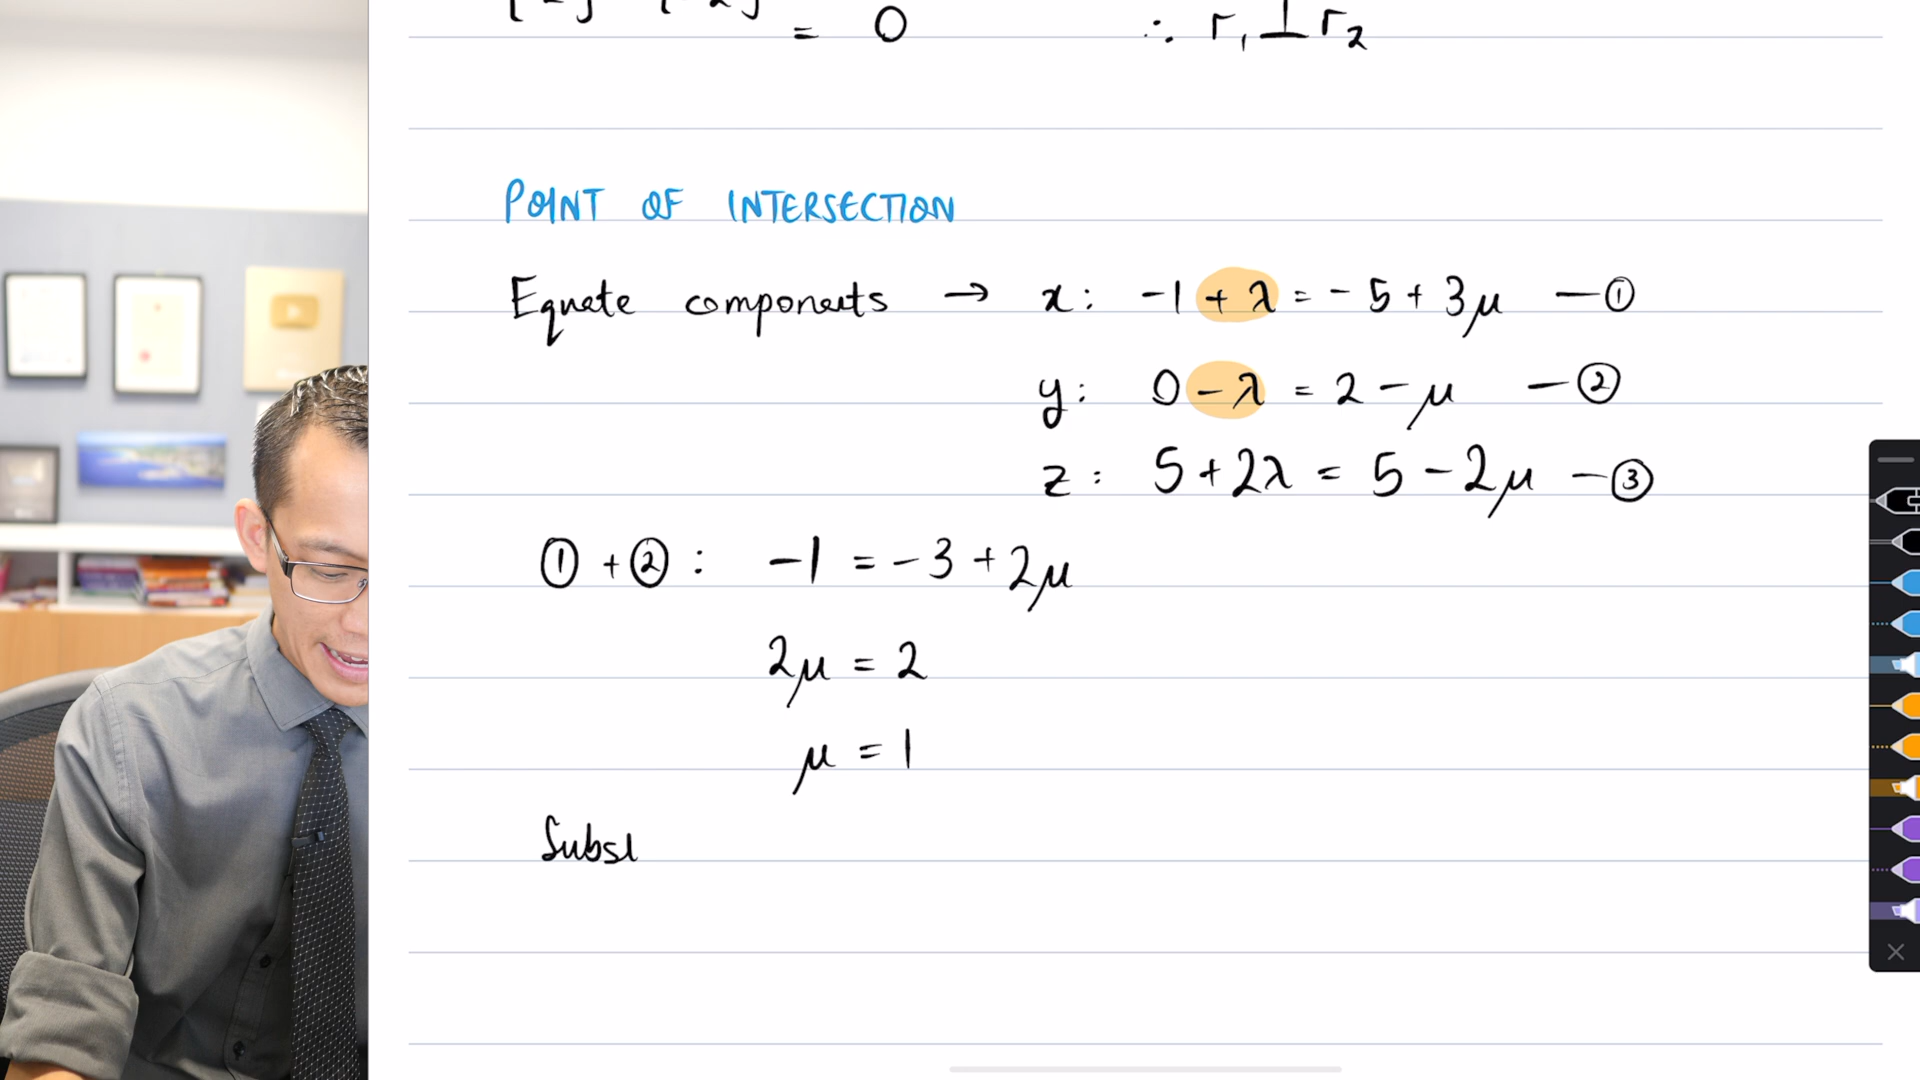 = 0 ∴ r₁ ⊥ r₂
POINT OF INTERSECTION
Equate components → x: -1 + λ = -5 + 3μ —①
y: 0 - λ = 2 - μ —②
z: 5 + 2λ = 5 - 2μ —③
① + ②: -1 = -3 + 2μ
2μ = 2
μ = 1
Subst